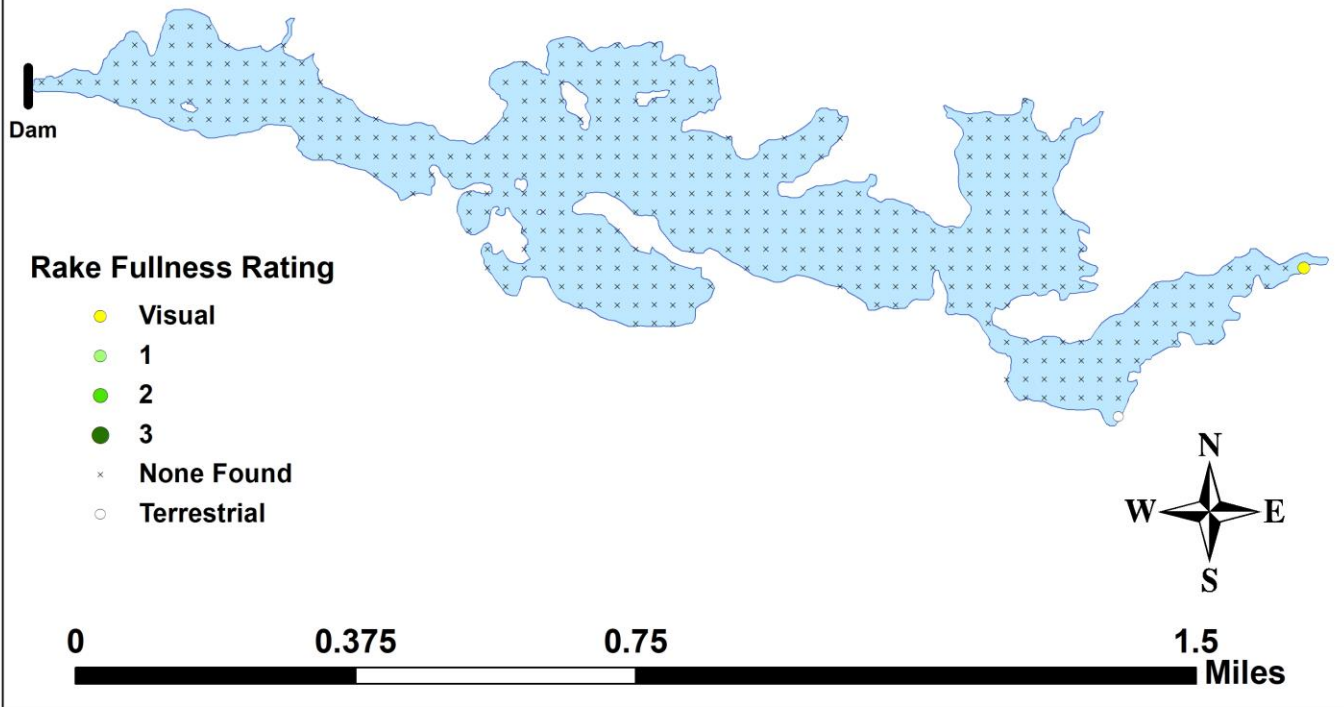 Dam
Rake Fullness Rating
Visual
1
2
3
None Found
Terrestrial
N
W E
S
0 0.375 0.75 1.5
Miles